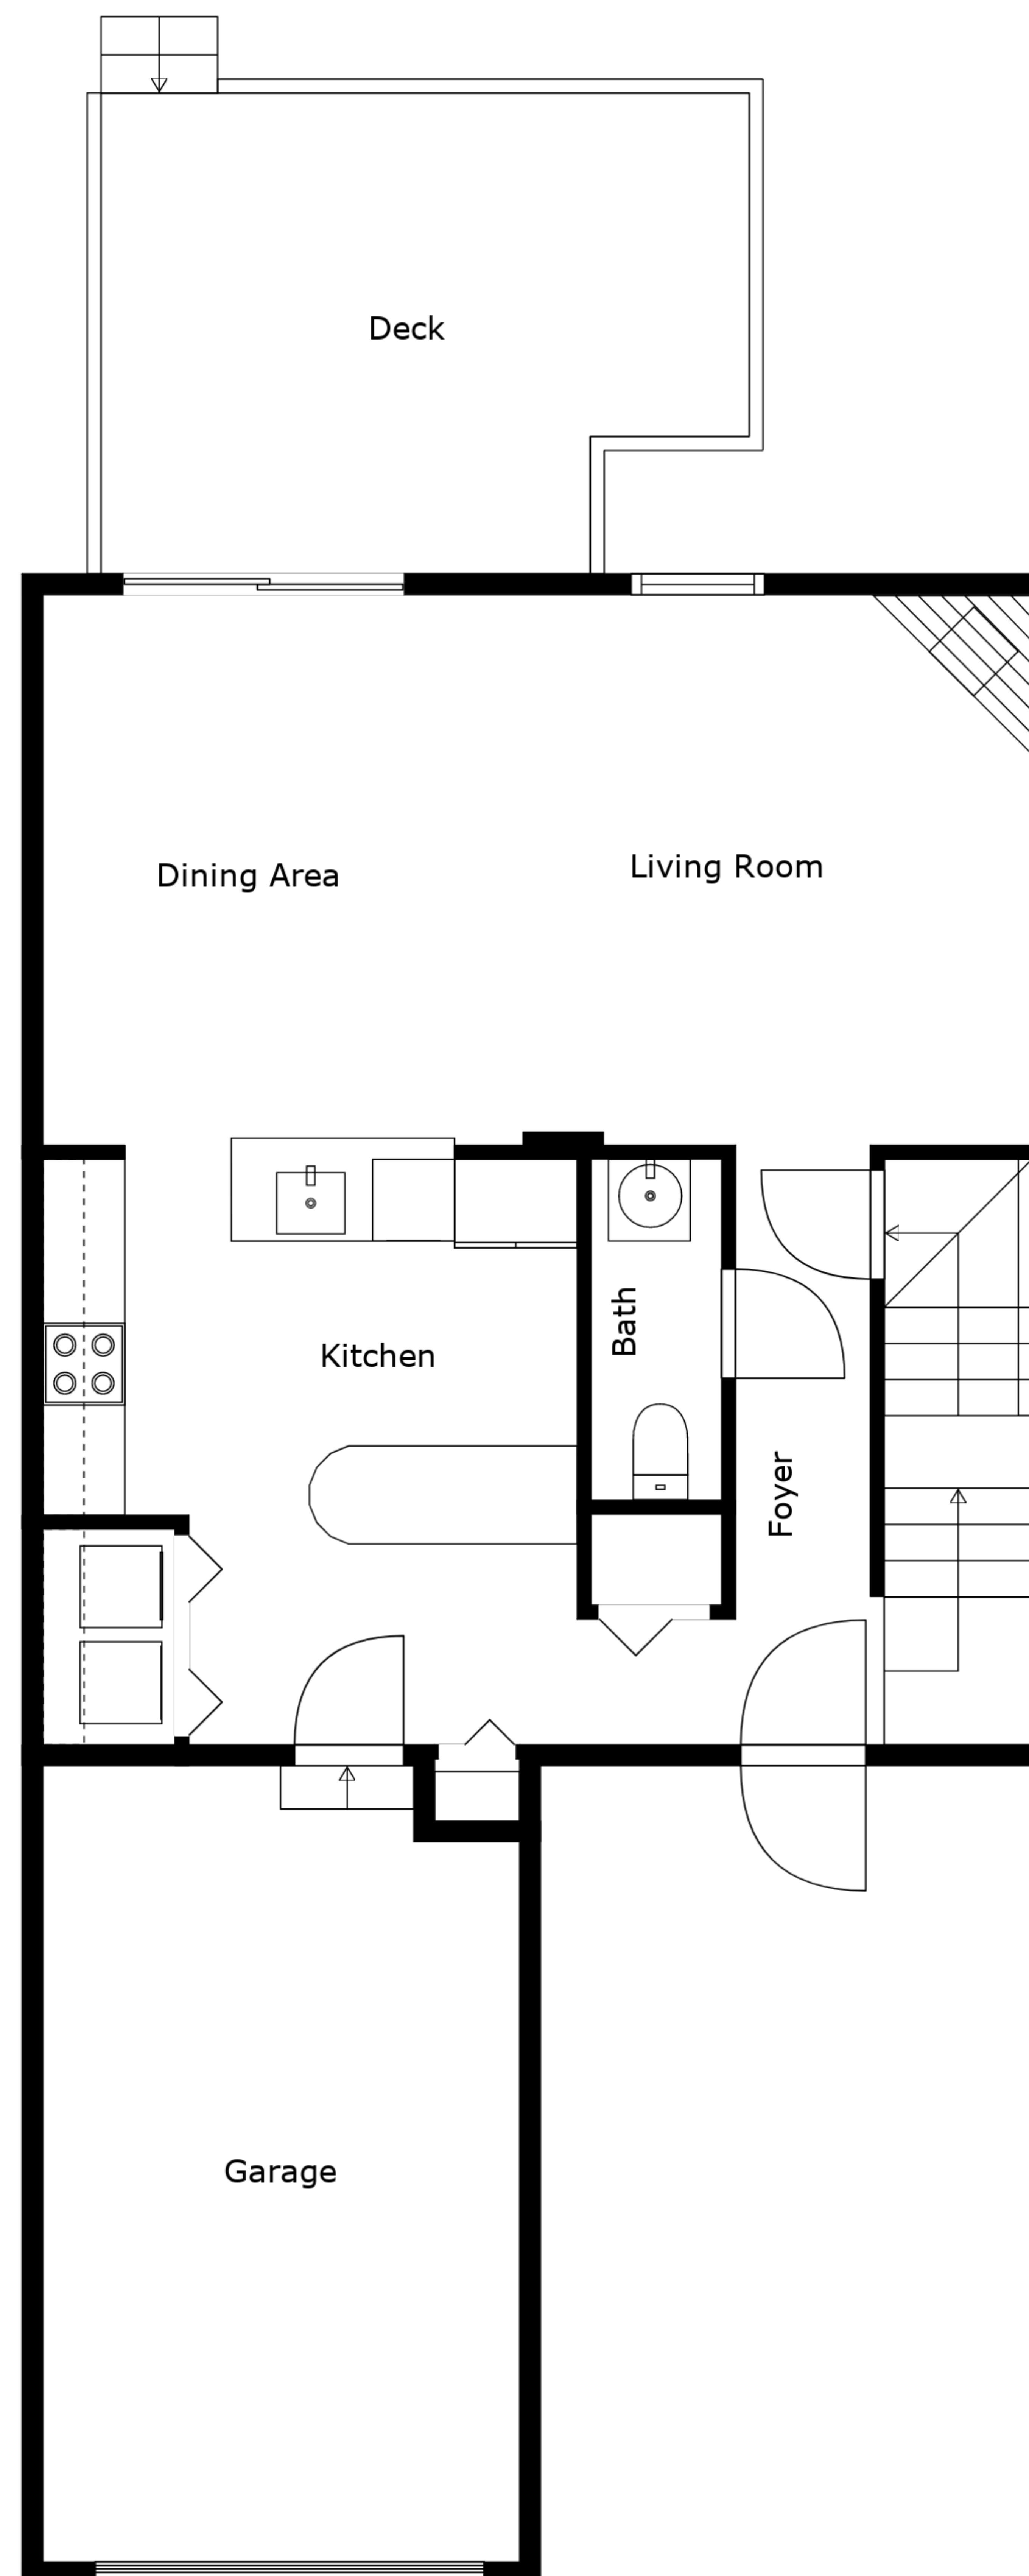 Deck
Dining Area
Living Room
Kitchen
Bath
Foyer
Garage